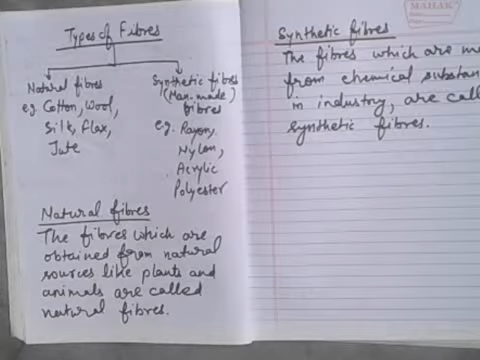 Types of Fibres
Natural fibres
e.g. Cotton, Wool,
Silk, Flax,
Jute
Synthetic fibres
(Man. made)
fibres
e.g. Rayon,
Nylon,
Acrylic
Polyester
Natural fibres
The fibres which are
obtained from natural
sources like plants and
animals are called
natural fibres.
MAHAK
Synthetic fibres
The fibres which are
from chemical
in industry, are
synthetic fibres.